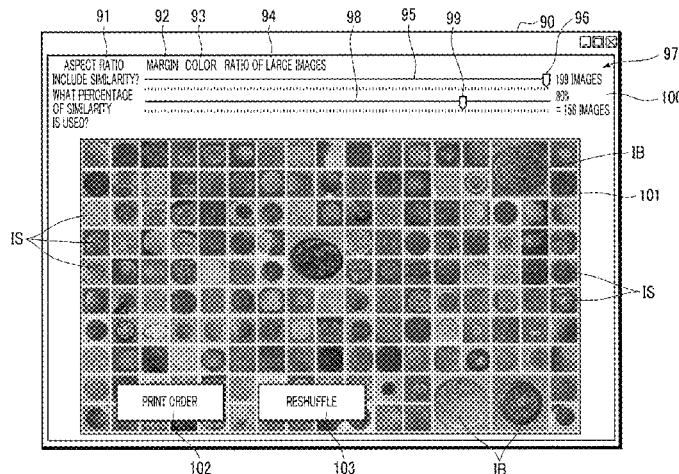 91 92 93 94 98 95 99 90 96
97
ASPECT RATIO MARGIN COLOR RATIO OF LARGE IMAGES
INCLUDE SIMILARITY? 199 IMAGES
WHAT PERCENTAGE 80%
OF SIMILARITY = 156 IMAGES
IS USED?
100
IB
101
IS
IS
PRINT ORDER RESHUFFLE
102 103 IB